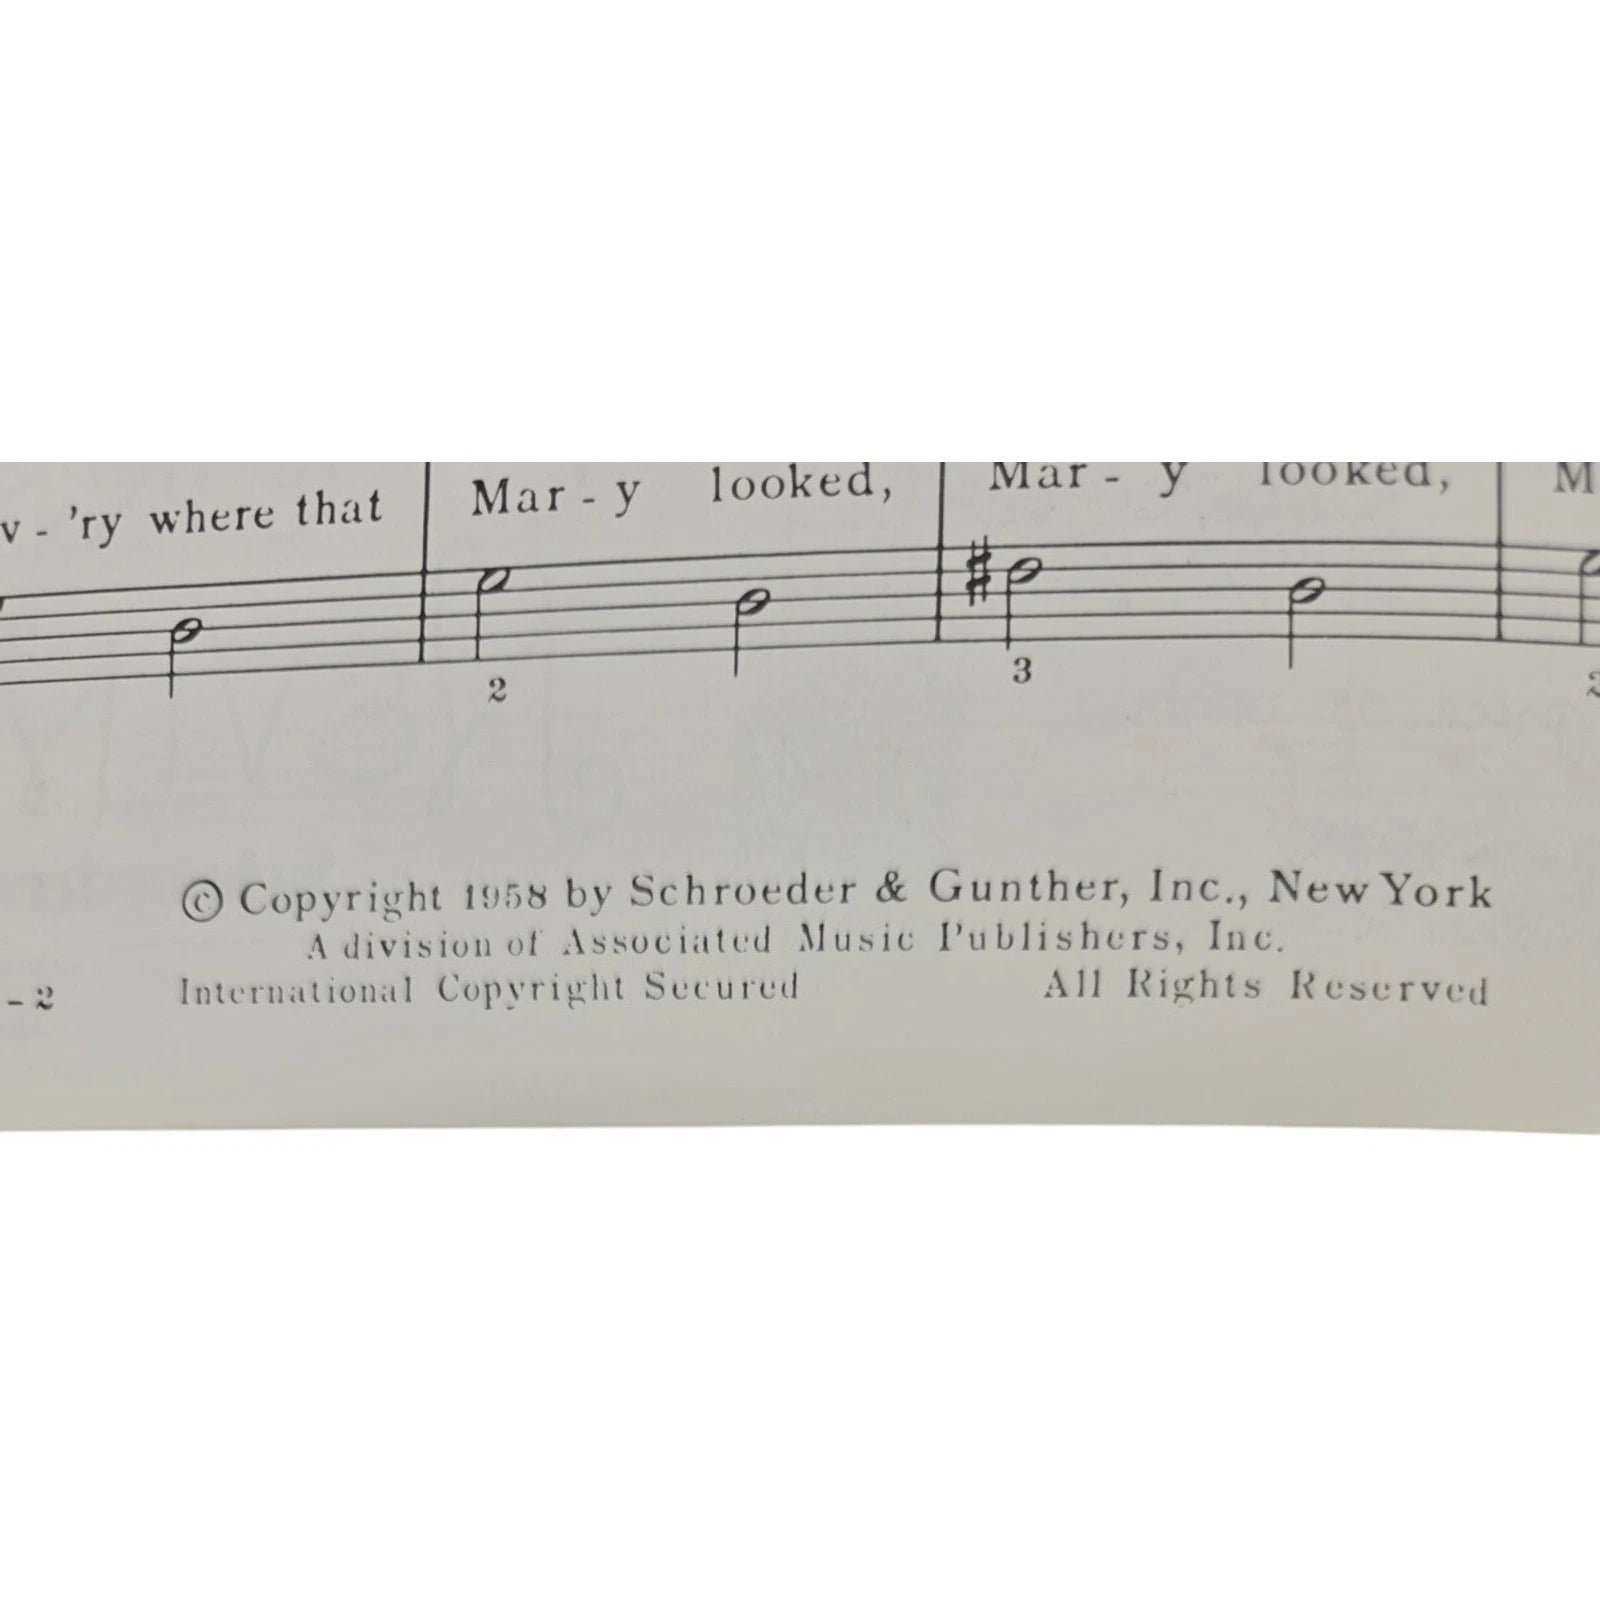 v - 'ry where that Mar - y looked, Mar - y looked, M
2 3 2
© Copyright 1958 by Schroeder & Gunther, Inc., New York
A division of Associated Music Publishers, Inc.
- 2 International Copyright Secured All Rights Reserved